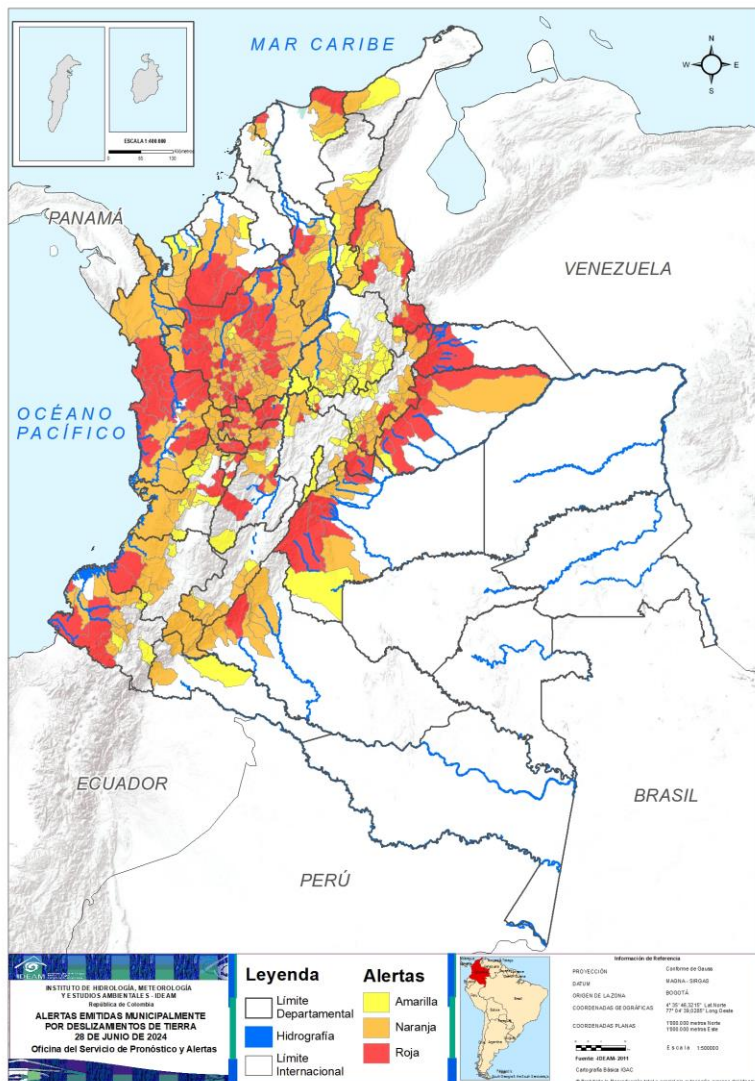 MAR CARIBE
N
W E
S
ESCALA 1:400.000
PANAMÁ
VENEZUELA
OCÉANO
PACÍFICO
ECUADOR
BRASIL
PERÚ
IDEAM
INSTITUTO DE HIDROLOGÍA, METEOROLOGÍA
Y ESTUDIOS AMBIENTALES - IDEAM
República de Colombia
ALERTAS EMITIDAS MUNICIPALMENTE
POR DESLIZAMIENTOS DE TIERRA
28 DE JUNIO DE 2024
Oficina del Servicio de Pronóstico y Alertas
Leyenda
Límite
Departamental
Hidrografía
Límite
Internacional
Alertas
Amarilla
Naranja
Roja
Información de Referencia
PROYECCIÓN Conforme de Gauss
DATUM MAGNA - SIRGAS
ORIGEN DE LA ZONA BOGOTÁ
COORDENADAS GEOGRÁFICAS
COORDENADAS PLANAS 1'000.000 metros Norte
1'000.000 metros Este
Escala 1:500000
Fuente: IDEAM 2011
Cartografía Básica IGAC